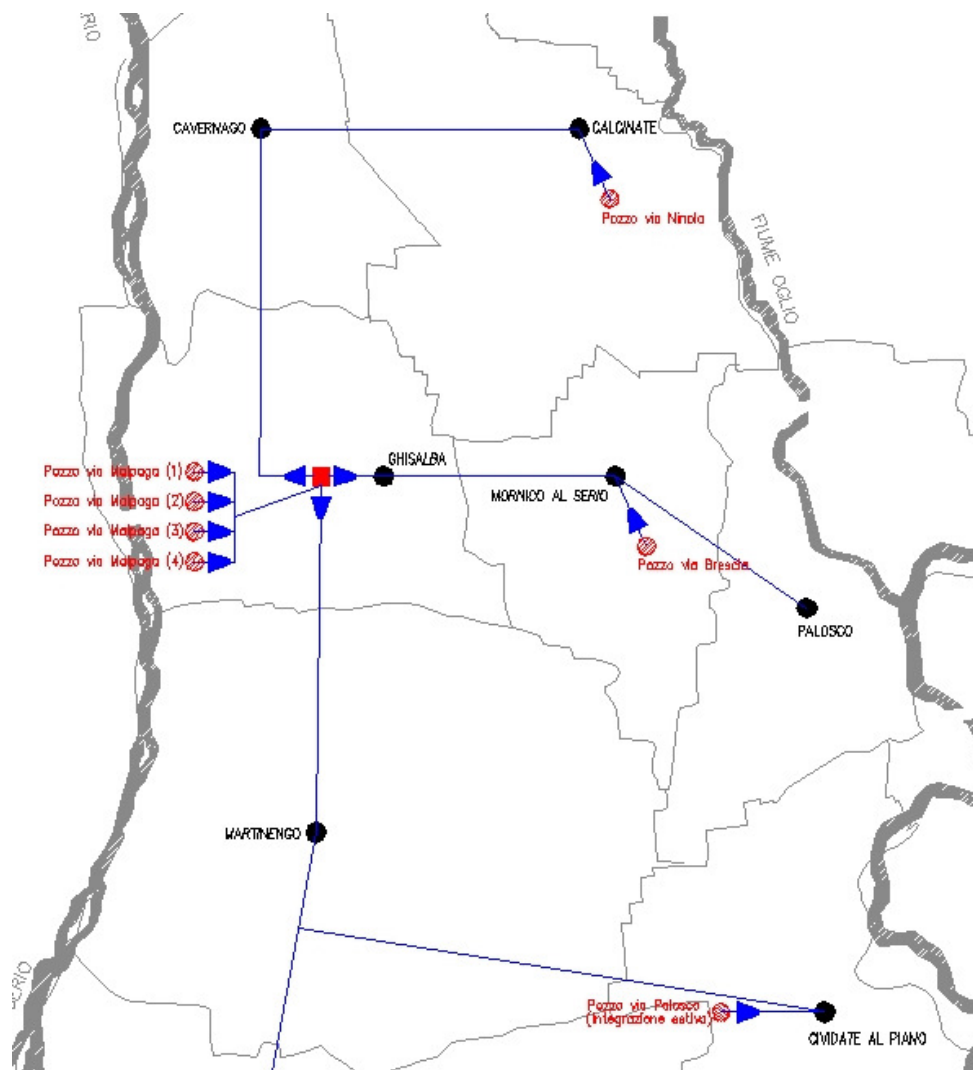 ERIO
CAVERNAGO
CALCINATE
Pozzo via Ninola
FIUME OGLIO
GHISALBA
Pozzo via Malpaga (1)
Pozzo via Malpaga (2)
Pozzo via Malpaga (3)
Pozzo via Malpaga (4)
MORNICO AL SERIO
Pozzo via Brescia
PALOSCO
MARTINENGO
SERIO
Pozzo via Palosco
(integrazione estiva)
CIVIDATE AL PIANO